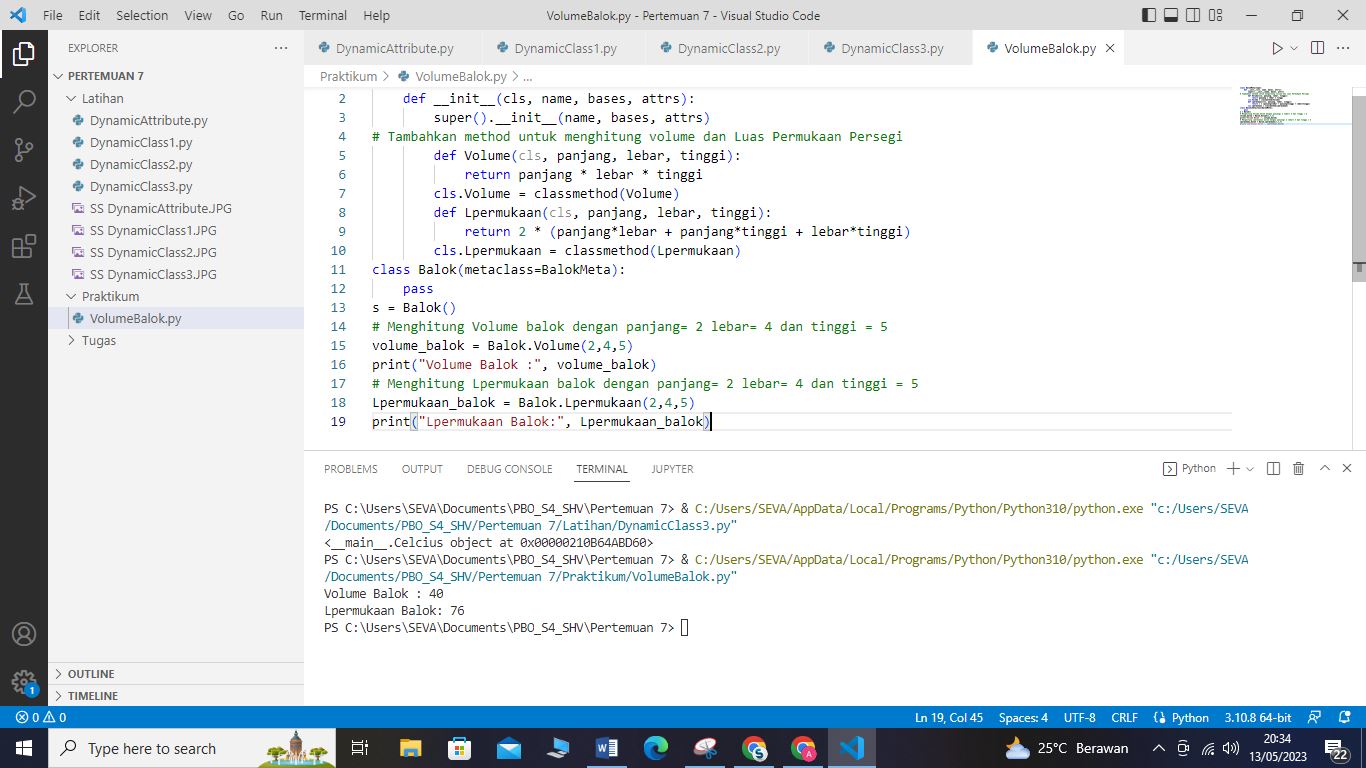 File Edit Selection View Go Run Terminal Help VolumeBalok.py - Pertemuan 7 - Visual Studio Code
EXPLORER
PERTEMUAN 7
Latihan
DynamicAttribute.py
DynamicClass1.py
DynamicClass2.py
DynamicClass3.py
SS DynamicAttribute.JPG
SS DynamicClass1.JPG
SS DynamicClass2.JPG
SS DynamicClass3.JPG
Praktikum
VolumeBalok.py
Tugas
OUTLINE
TIMELINE
DynamicAttribute.py DynamicClass1.py DynamicClass2.py DynamicClass3.py VolumeBalok.py
Praktikum > VolumeBalok.py > ...
2 def __init__(cls, name, bases, attrs):
3 super().__init__(name, bases, attrs)
4 # Tambahkan method untuk menghitung volume dan Luas Permukaan Persegi
5 def Volume(cls, panjang, lebar, tinggi):
6 return panjang * lebar * tinggi
7 cls.Volume = classmethod(Volume)
8 def Lpermukaan(cls, panjang, lebar, tinggi):
9 return 2 * (panjang*lebar + panjang*tinggi + lebar*tinggi)
10 cls.Lpermukaan = classmethod(Lpermukaan)
11 class Balok(metaclass=BalokMeta):
12 pass
13 s = Balok()
14 # Menghitung Volume balok dengan panjang= 2 lebar= 4 dan tinggi = 5
15 volume_balok = Balok.Volume(2,4,5)
16 print("Volume Balok :", volume_balok)
17 # Menghitung Lpermukaan balok dengan panjang= 2 lebar= 4 dan tinggi = 5
18 Lpermukaan_balok = Balok.Lpermukaan(2,4,5)
19 print("Lpermukaan Balok:", Lpermukaan_balok)
PROBLEMS OUTPUT DEBUG CONSOLE TERMINAL JUPYTER Python
PS C:\Users\SEVA\Documents\PBO_S4_SHV\Pertemuan 7> & C:/Users/SEVA/AppData/Local/Programs/Python/Python310/python.exe "c:/Users/SEVA
/Documents/PBO_S4_SHV/Pertemuan 7/Latihan/DynamicClass3.py"
<__main__.Celcius object at 0x00000210B64ABD60>
PS C:\Users\SEVA\Documents\PBO_S4_SHV\Pertemuan 7> & C:/Users/SEVA/AppData/Local/Programs/Python/Python310/python.exe "c:/Users/SEVA
/Documents/PBO_S4_SHV/Pertemuan 7/Praktikum/VolumeBalok.py"
Volume Balok : 40
Lpermukaan Balok: 76
PS C:\Users\SEVA\Documents\PBO_S4_SHV\Pertemuan 7>
1
0 0 Ln 19, Col 45 Spaces: 4 UTF-8 CRLF Python 3.10.8 64-bit
Type here to search 25°C Berawan 20:34
13/05/2023 22